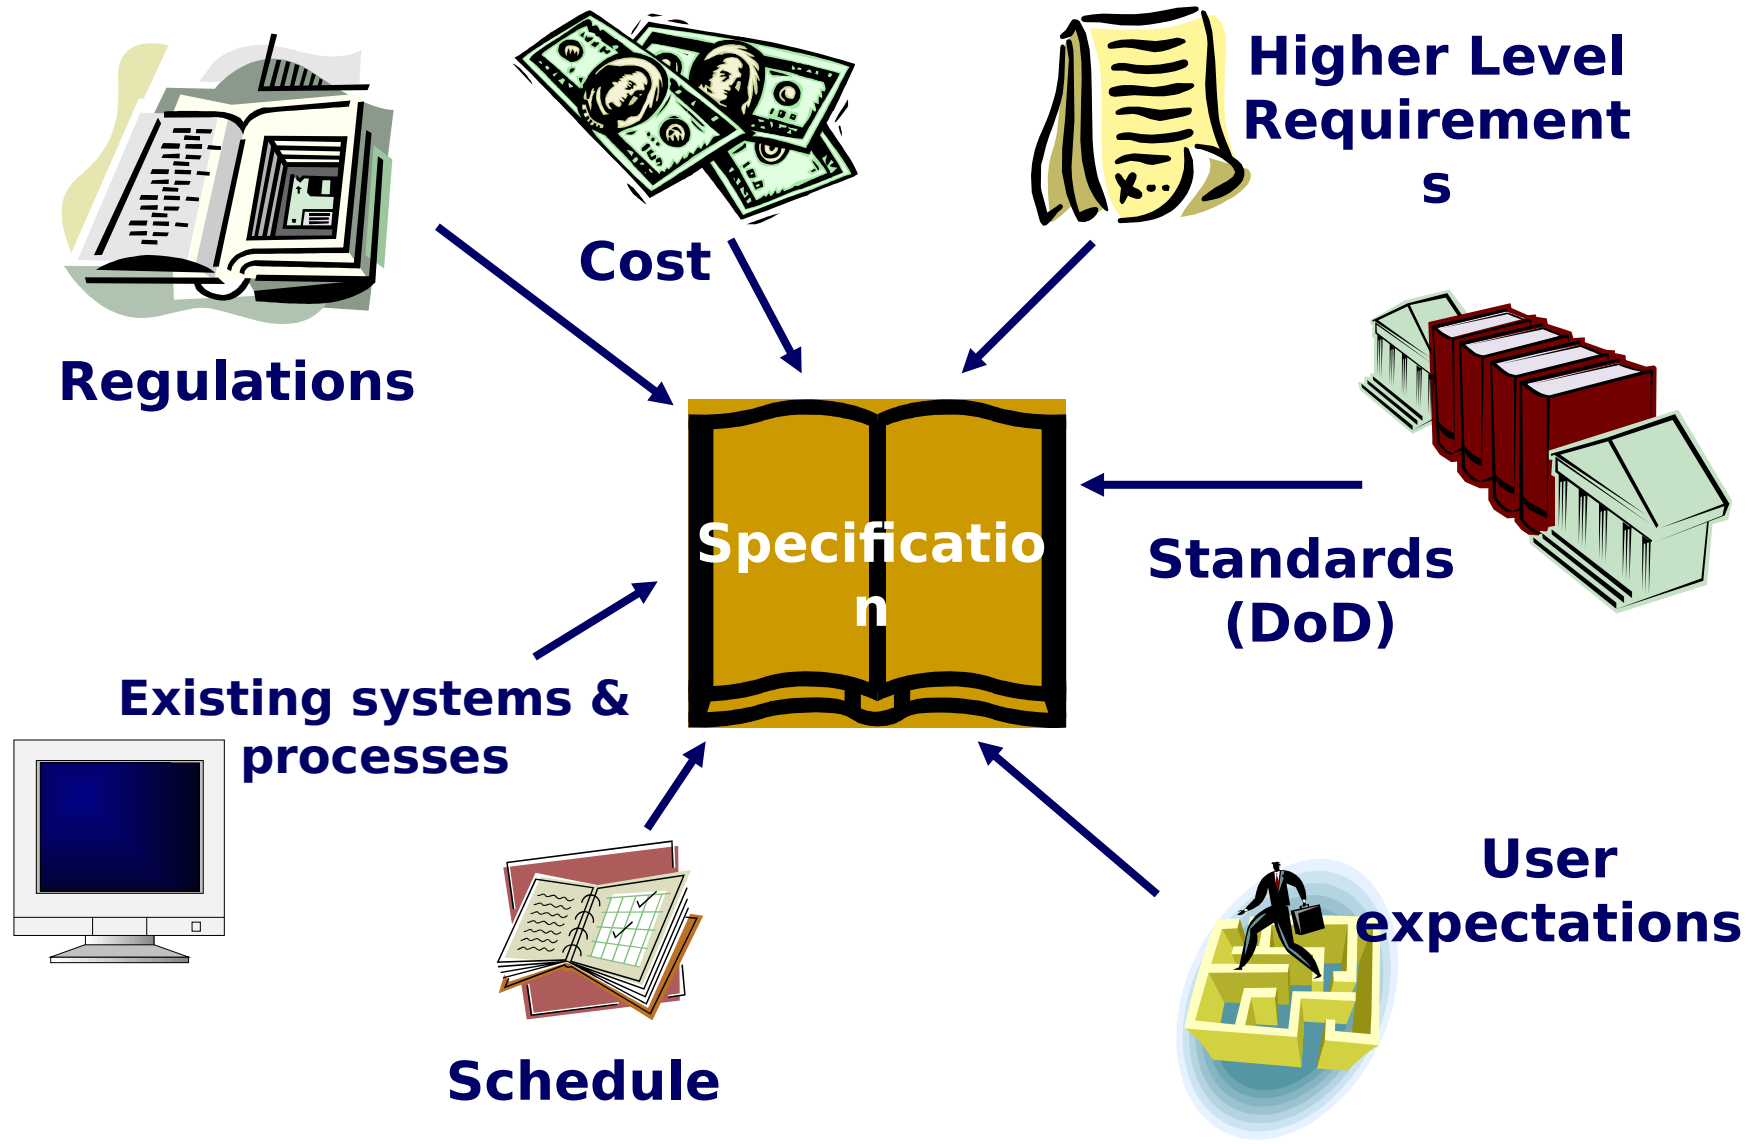 Higher Level
Requirement
s
Cost
Regulations
Specificatio
n
Standards
(DoD)
Existing systems &
processes
User
expectations
Schedule